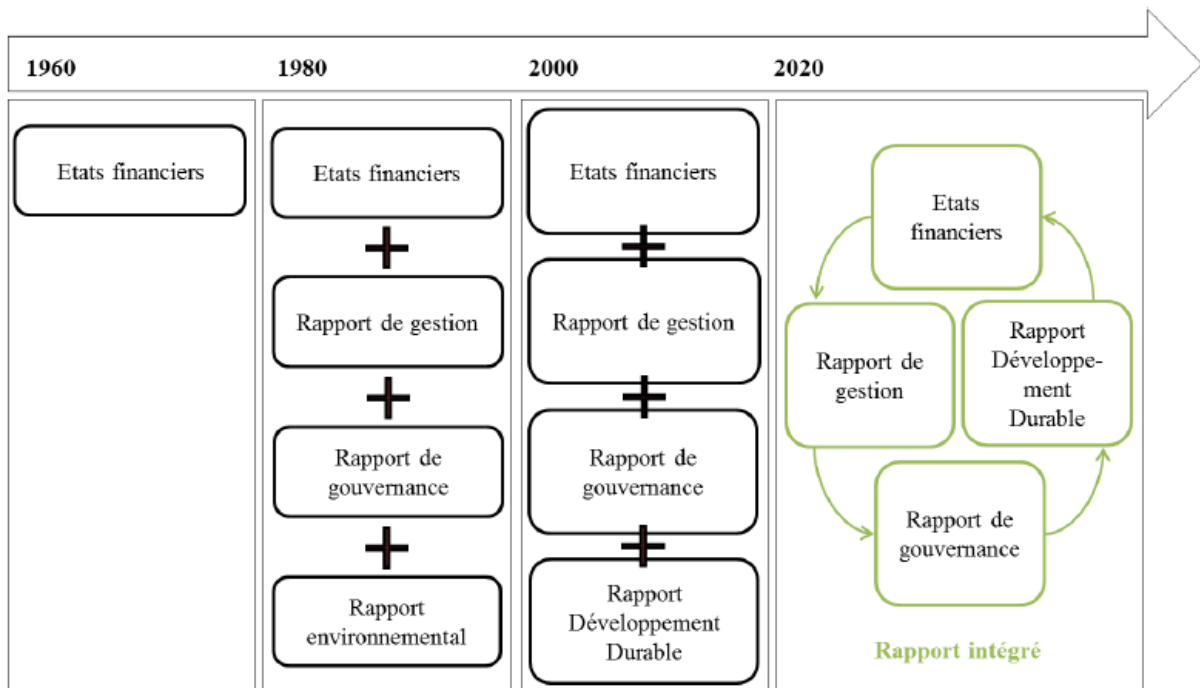 1960 1980 2000 2020
Etats financiers
Etats financiers
Rapport de gestion
Rapport de
gouvernance
Rapport
environnemental
Etats financiers
Rapport de gestion
Rapport de
gouvernance
Rapport
Développement
Durable
Etats
financiers
Rapport de
gestion
Rapport
Développe-
ment
Durable
Rapport de
gouvernance
Rapport intégré